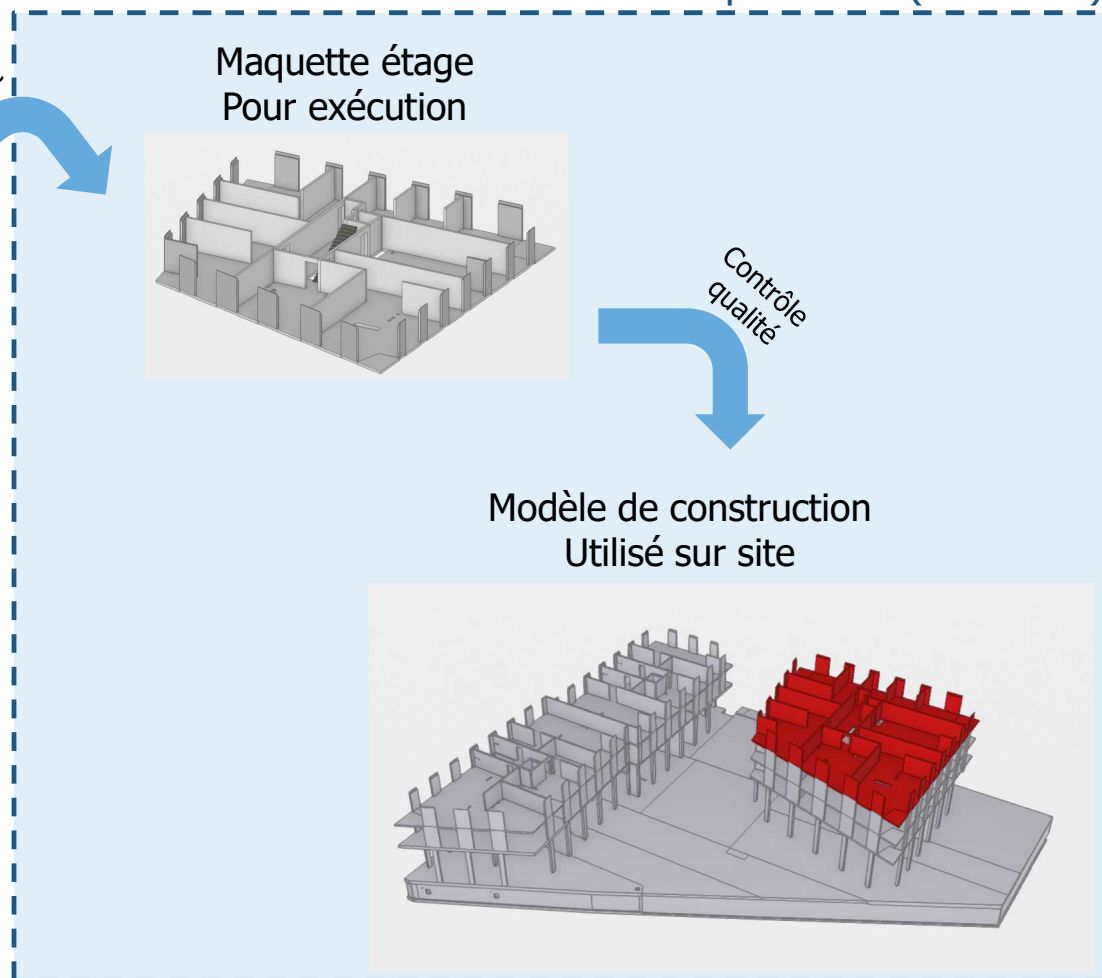 Maquette étage
Pour exécution
Contrôle
qualité
Modèle de construction
Utilisé sur site